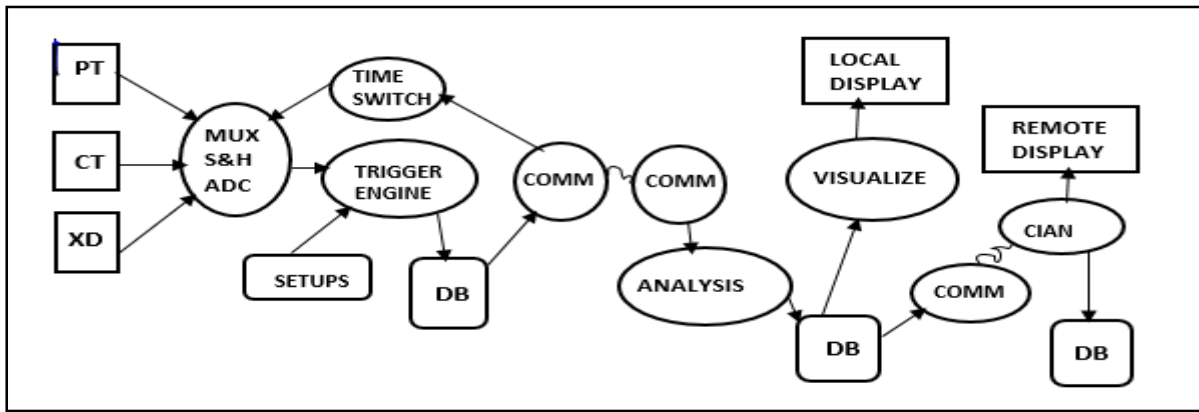 PT
CT
XD
MUX
S&H
ADC
TIME
SWITCH
TRIGGER
ENGINE
SETUPS
DB
COMM
COMM
ANALYSIS
LOCAL
DISPLAY
VISUALIZE
DB
COMM
REMOTE
DISPLAY
CIAN
DB